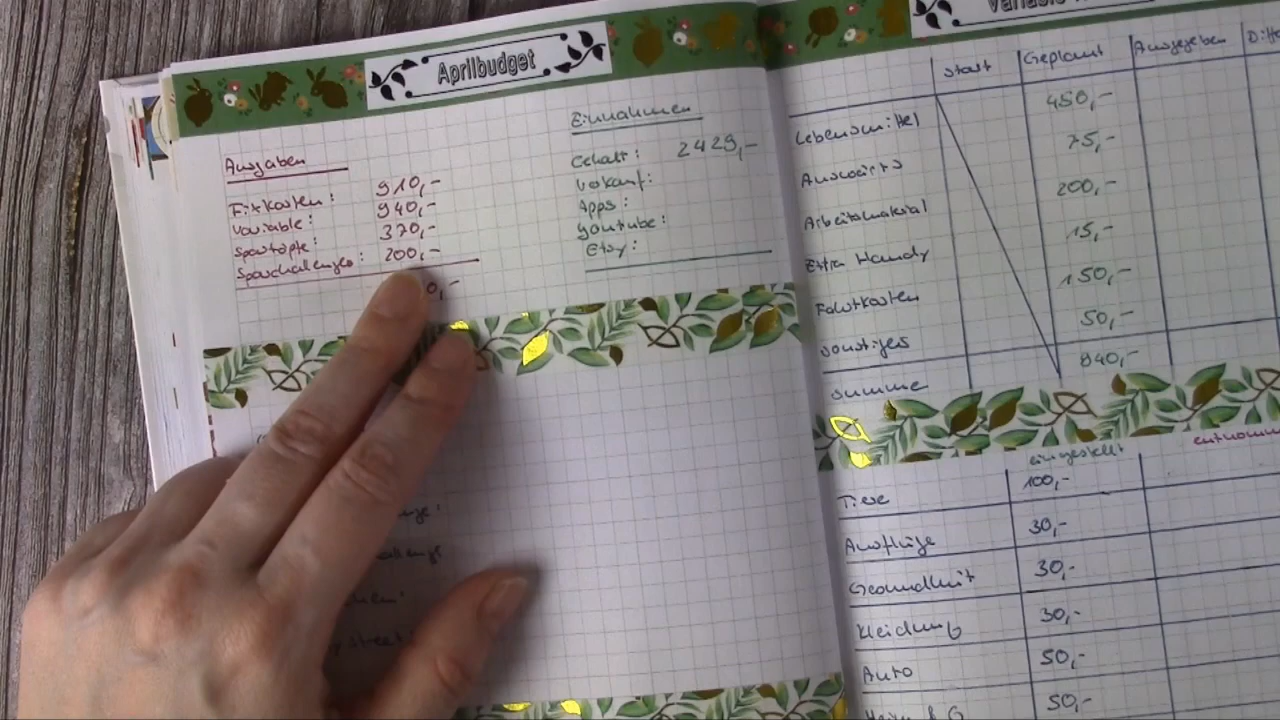 Aprilbudget
Ausgaben
Fixkosten: 910,-
Variable: 940,-
Spartöpfe: 370,-
Sparchallenges: 200,-
0,-
Einnahmen
Gehalt: 2429,-
Verkauf:
Apps:
Youtube:
Etsy:
Start Geplant Ausgegeben
Lebensmittel 450,-
Auswärts 75,-
Arbeitsmaterial 200,-
Extra Handy 15,-
Fahrtkosten 150,-
Sonstiges 50,-
Summe 940,-
eingestellt
Tiere 100,-
Ausflüge 30,-
Gesundheit 30,-
Kleidung 30,-
Auto 50,-
50,-